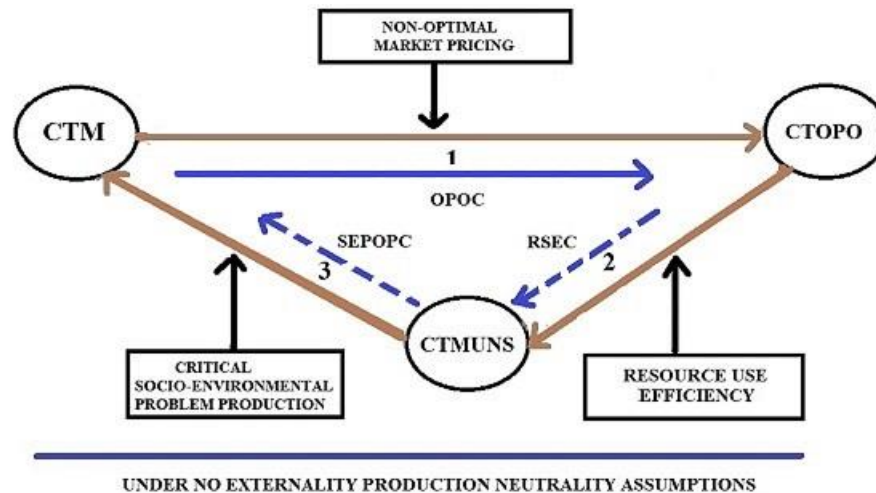 NON-OPTIMAL
MARKET PRICING
CTM
CTOPO
1
OPOC
SEPOPC
RSEC
3
2
CTMUNS
CRITICAL
SOCIO-ENVIRONMENTAL
PROBLEM PRODUCTION
RESOURCE USE
EFFICIENCY
UNDER NO EXTERNALITY PRODUCTION NEUTRALITY ASSUMPTIONS